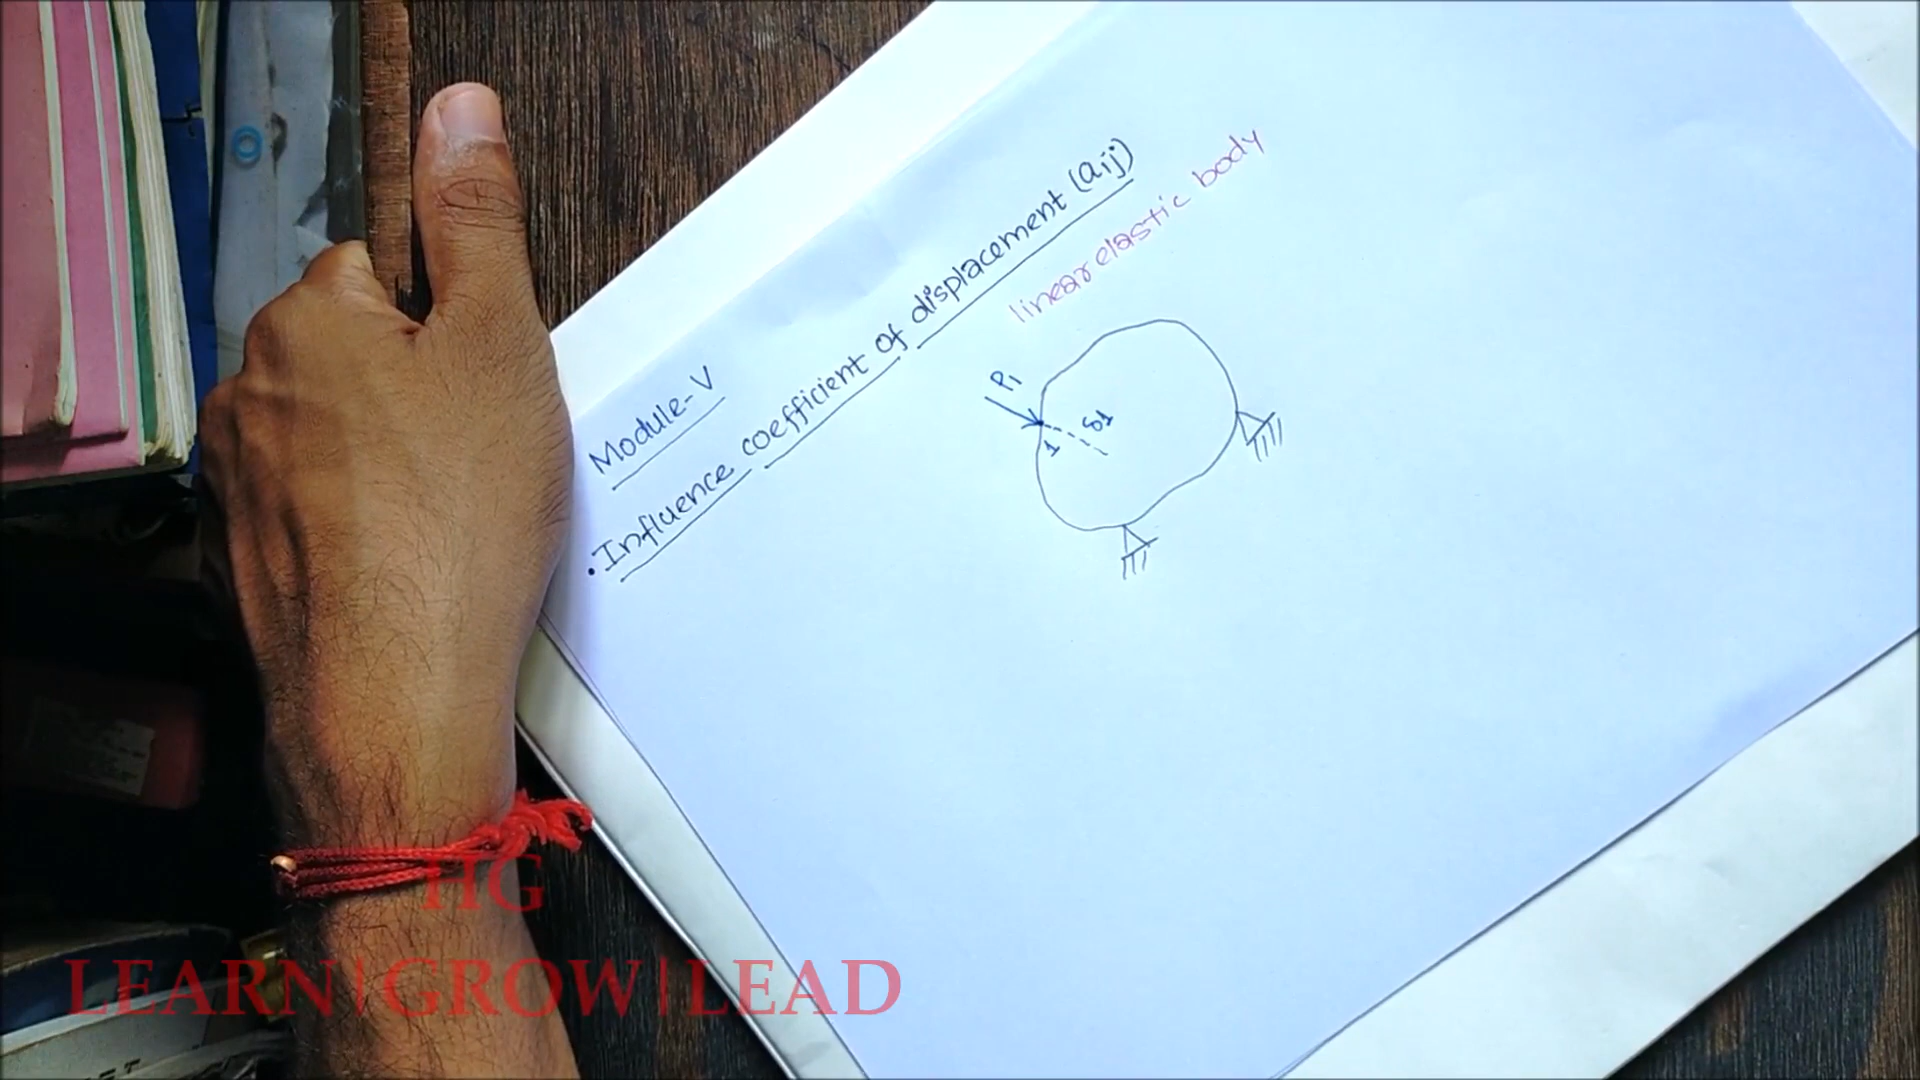 Module-V
• Influence coefficient of displacement (aij)
linear elastic body
P1
1
δ1
HG
LEARN|GROW|LEAD